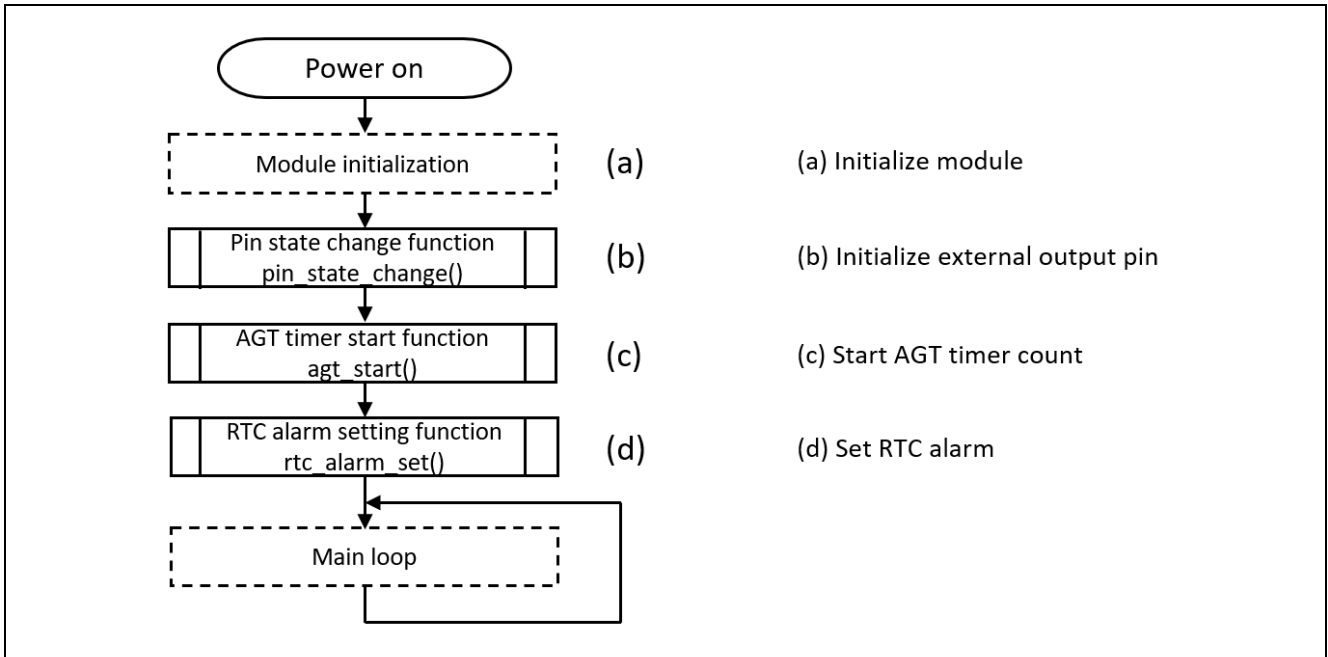 Power on
Module initialization
(a)
(a) Initialize module
Pin state change function
pin_state_change()
(b)
(b) Initialize external output pin
AGT timer start function
agt_start()
(c)
(c) Start AGT timer count
RTC alarm setting function
rtc_alarm_set()
(d)
(d) Set RTC alarm
Main loop